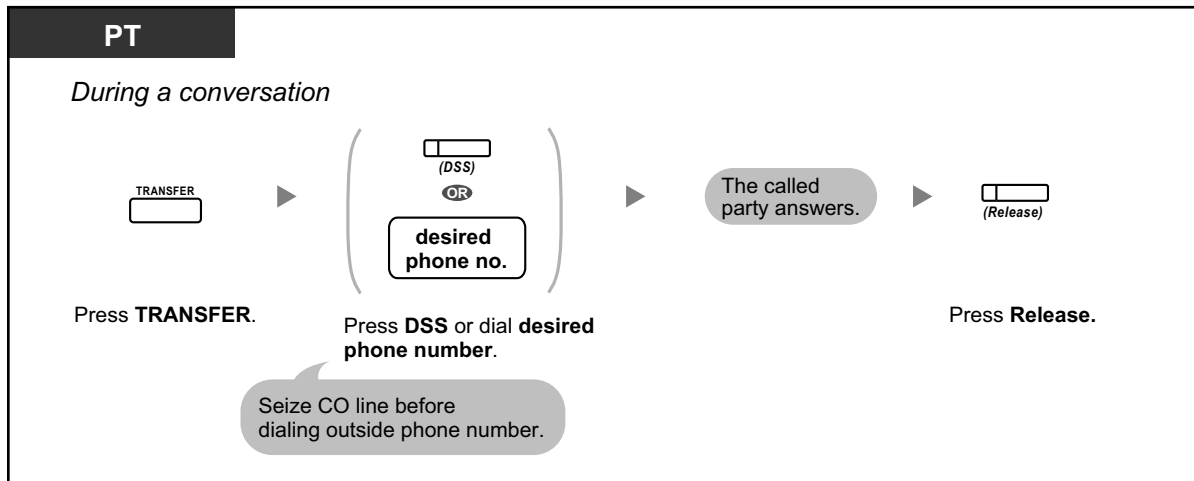 PT
During a conversation
TRANSFER
(DSS)
OR
desired
phone no.
The called
party answers.
(Release)
Press TRANSFER.
Press DSS or dial desired
phone number.
Press Release.
Seize CO line before
dialing outside phone number.